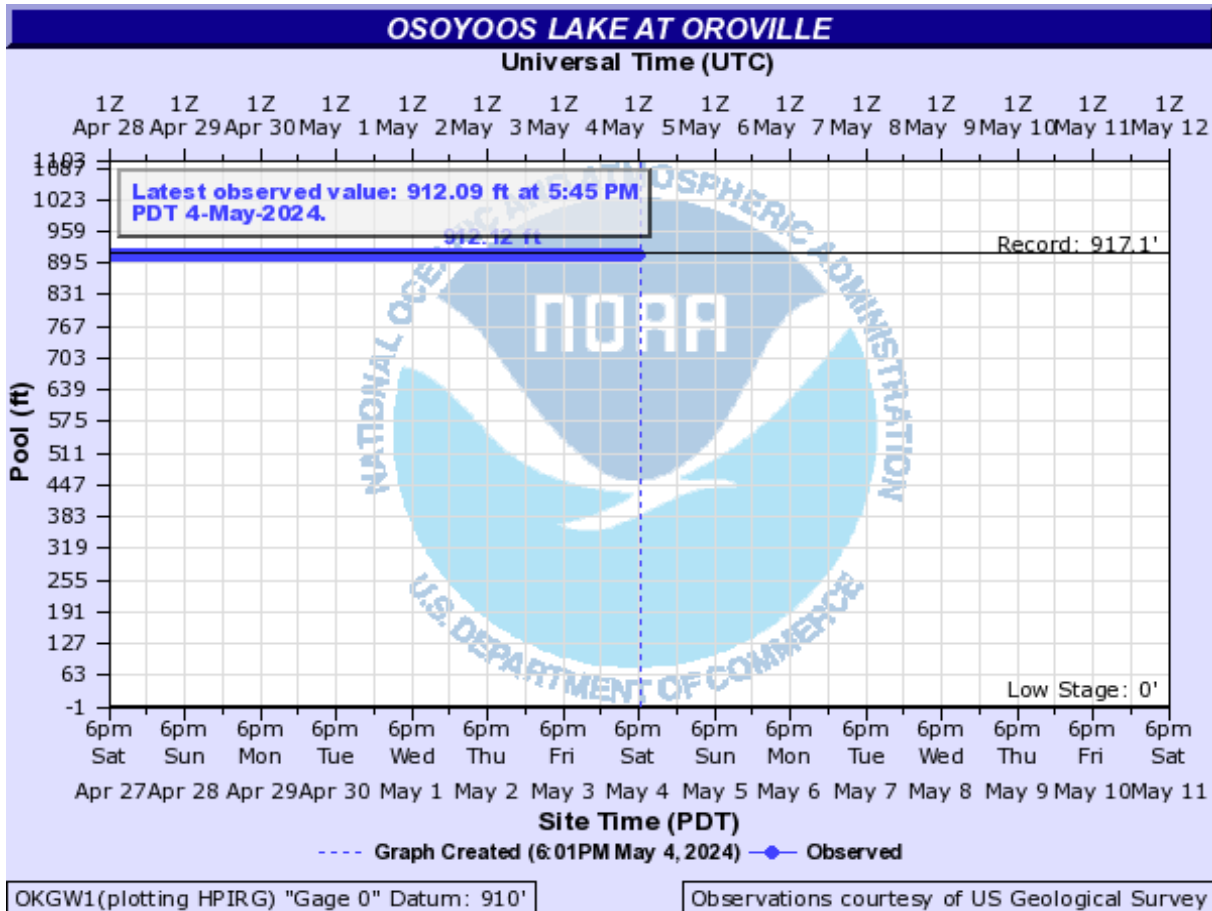 OSOYOOS LAKE AT OROVILLE
Universal Time (UTC)
1Z 1Z 1Z 1Z 1Z 1Z 1Z 1Z 1Z 1Z 1Z 1Z 1Z 1Z 1Z
Apr 28 Apr 29 Apr 30 May 1 May 2 May 3 May 4 May 5 May 6 May 7 May 8 May 9 May 10 May 11 May 12
1103
1087
Latest observed value: 912.09 ft at 5:45 PM
PDT 4-May-2024.
1023
959
912.12 ft
Record: 917.1'
895
831
767
703
639
575
511
447
383
319
255
191
127
63
-1
Pool (ft)
NATIONAL OCEANIC AND ATMOSPHERIC ADMINISTRATION
NOAA
U.S. DEPARTMENT OF COMMERCE
Low Stage: 0'
6pm 6pm 6pm 6pm 6pm 6pm 6pm 6pm 6pm 6pm 6pm 6pm 6pm 6pm 6pm
Sat Sun Mon Tue Wed Thu Fri Sat Sun Mon Tue Wed Thu Fri Sat
Apr 27 Apr 28 Apr 29 Apr 30 May 1 May 2 May 3 May 4 May 5 May 6 May 7 May 8 May 9 May 10 May 11
Site Time (PDT)
Graph Created (6:01PM May 4, 2024) Observed
OKGW1(plotting HPIRG) "Gage 0" Datum: 910'
Observations courtesy of US Geological Survey